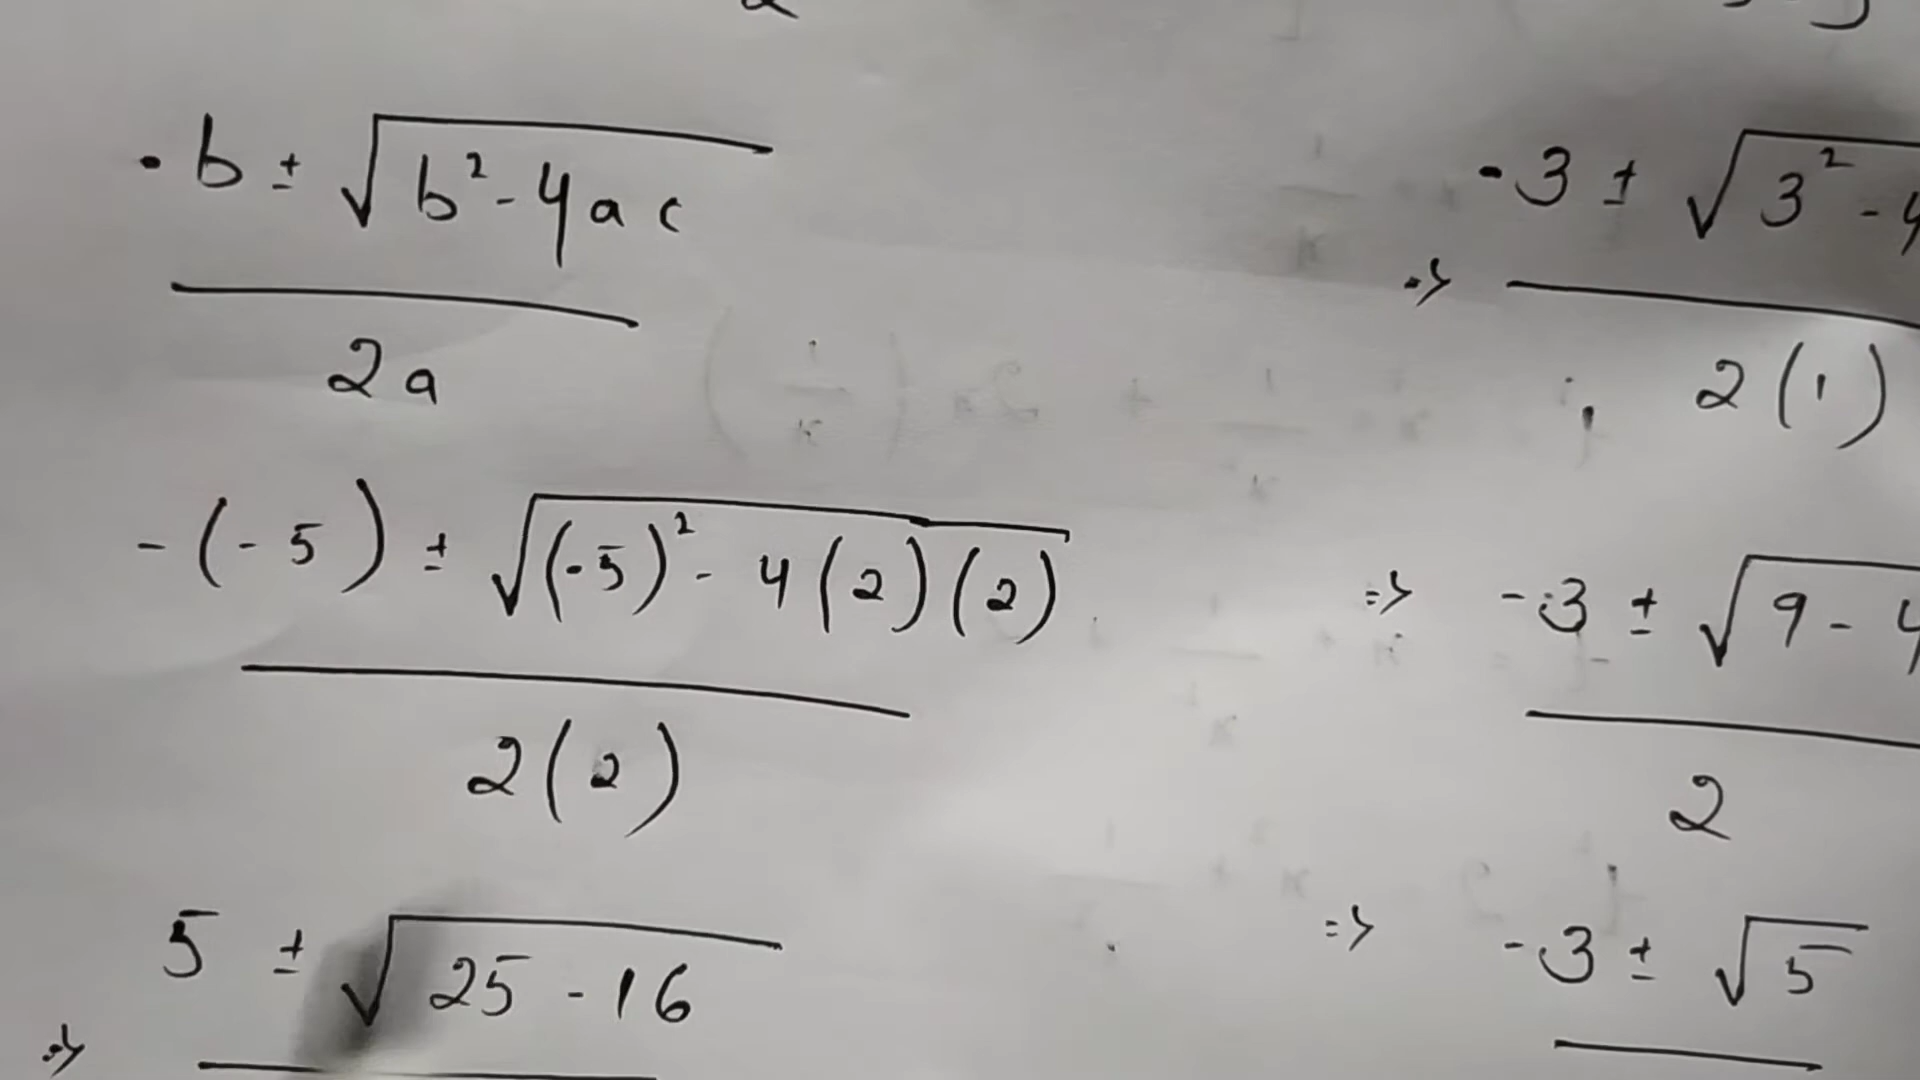 -b ± √(b² - 4ac)
2a
-(-5) ± √((-5)² - 4(2)(2))
2(2)
5 ± √(25 - 16)
⇒
⇒ -3 ± √(3² - 4
2(1)
⇒ -3 ± √(9 - 4
2
⇒ -3 ± √5